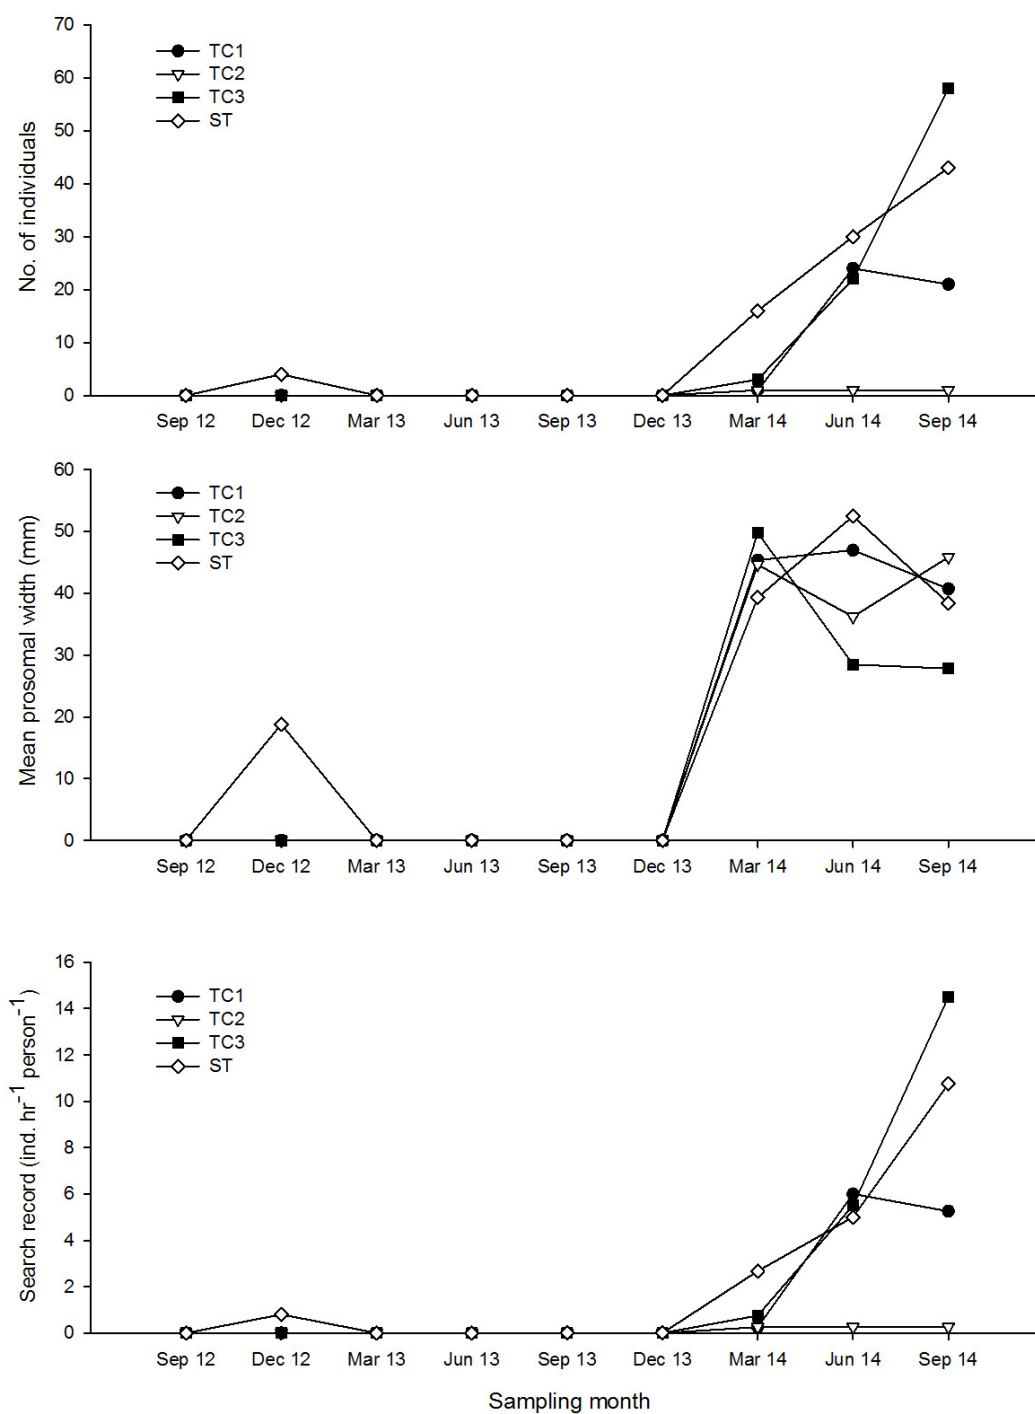 No. of individuals
70
60
50
40
30
20
10
0
TC1
TC2
TC3
ST
Sep 12 Dec 12 Mar 13 Jun 13 Sep 13 Dec 13 Mar 14 Jun 14 Sep 14
Mean prosomal width (mm)
60
50
40
30
20
10
0
TC1
TC2
TC3
ST
Sep 12 Dec 12 Mar 13 Jun 13 Sep 13 Dec 13 Mar 14 Jun 14 Sep 14
Search record (ind. hr⁻¹ person⁻¹)
16
14
12
10
8
6
4
2
0
TC1
TC2
TC3
ST
Sep 12 Dec 12 Mar 13 Jun 13 Sep 13 Dec 13 Mar 14 Jun 14 Sep 14
Sampling month